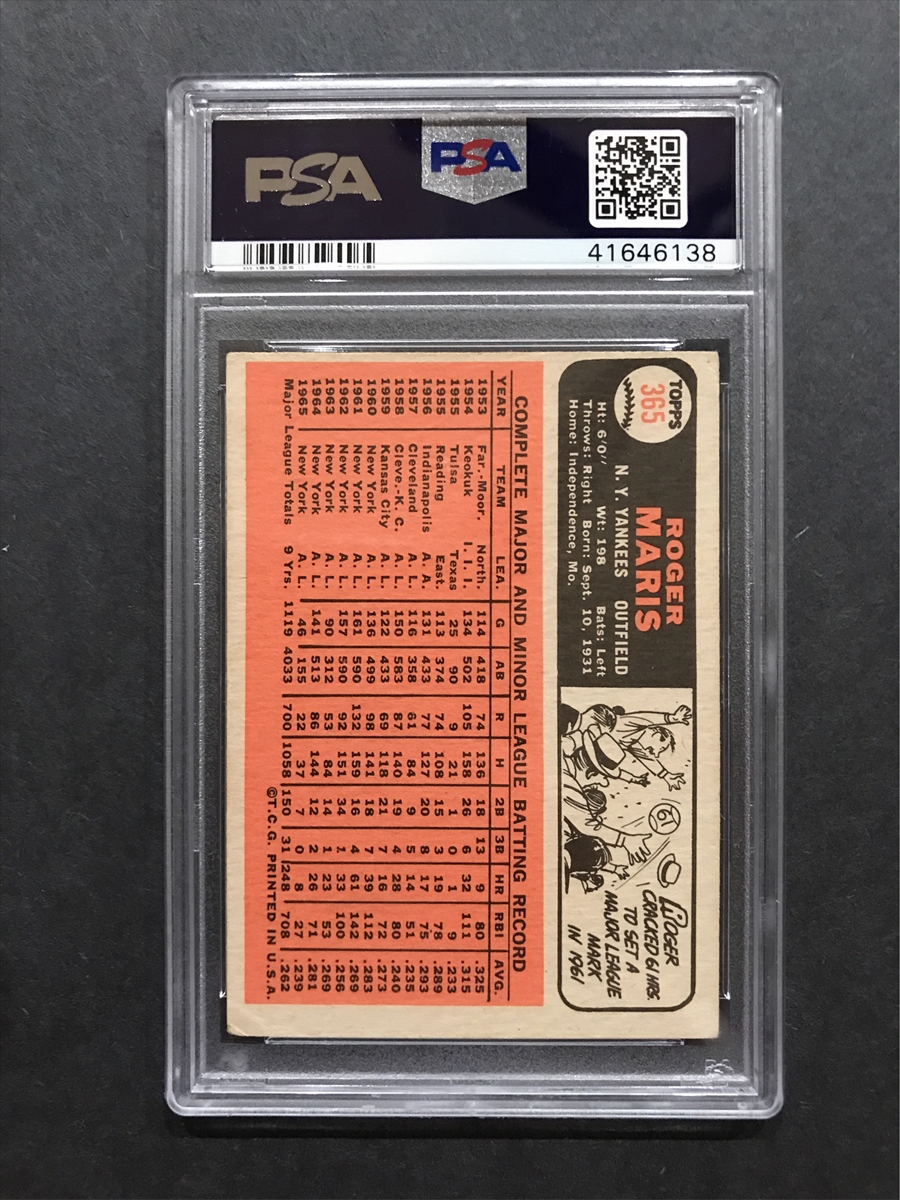 PSA PSA
41646138
TOPPS
365
ROGER
MARIS
N. Y. YANKEES OUTFIELD
Ht: 6'0" Wt: 198 Bats: Left
Throws: Right Born: Sept. 10, 1931
Home: Independence, Mo.
61
ROGER
CRACKED 61 HRS.
TO SET A
MAJOR LEAGUE
MARK
IN 1961
COMPLETE MAJOR AND MINOR LEAGUE BATTING RECORD
YEAR TEAM LEA. G AB R H 2B 3B HR RBI AVG.
1953 Far.-Moor. North. 114 418 74 136 18 13 9 80 .325
1954 Keokuk I. I. I. 134 502 105 158 26 6 32 111 .315
1955 Tulsa Texas 25 90 9 21 1 0 1 9 .233
1955 Reading East. 113 374 74 108 15 3 19 78 .289
1956 Indianapolis A. A. 131 433 77 127 20 8 17 75 .293
1957 Cleveland A. L. 116 358 61 84 9 5 14 51 .235
1958 Cleve.-K. C. A. L. 150 583 87 140 19 4 28 80 .240
1959 Kansas City A. L. 122 433 69 118 21 7 16 72 .273
1960 New York A. L. 136 499 98 141 18 7 39 112 .283
1961 New York A. L. 161 590 132 159 16 4 61 142 .269
1962 New York A. L. 157 590 92 151 34 1 33 100 .256
1963 New York A. L. 90 312 53 84 14 1 23 53 .269
1964 New York A. L. 141 513 86 144 12 2 26 71 .281
1965 New York A. L. 46 155 22 37 7 0 8 27 .239
Major League Totals 9 Yrs. 1119 4033 700 1058 150 31 248 708 .262
©T.C.G. PRINTED IN U.S.A.